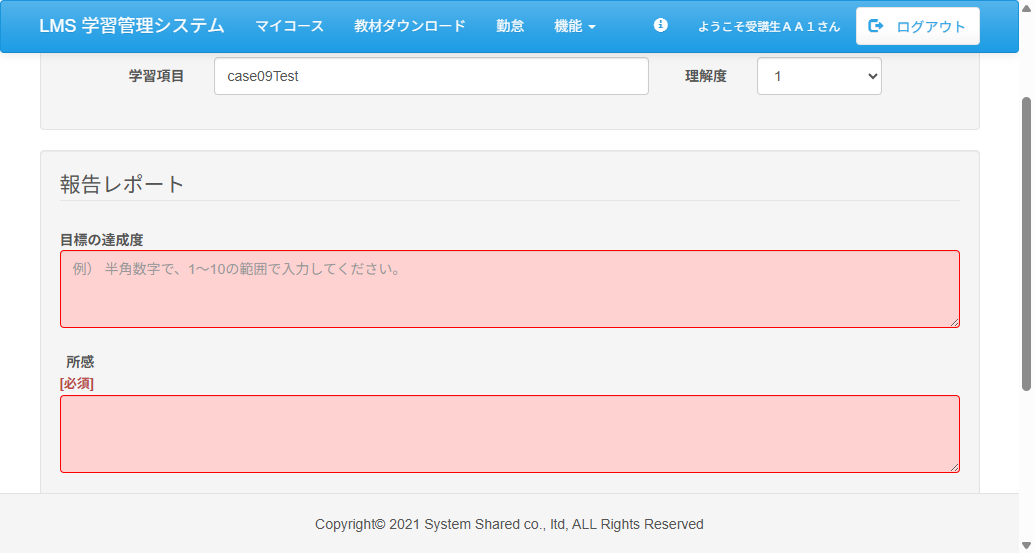 LMS 学習管理システム マイコース 教材ダウンロード 勤怠 機能 ようこそ受講生ＡＡ１さん ログアウト
学習項目 case09Test 理解度 1
報告レポート
目標の達成度
例） 半角数字で、1～10の範囲で入力してください。
所感
[必須]
Copyright© 2021 System Shared co., ltd, ALL Rights Reserved